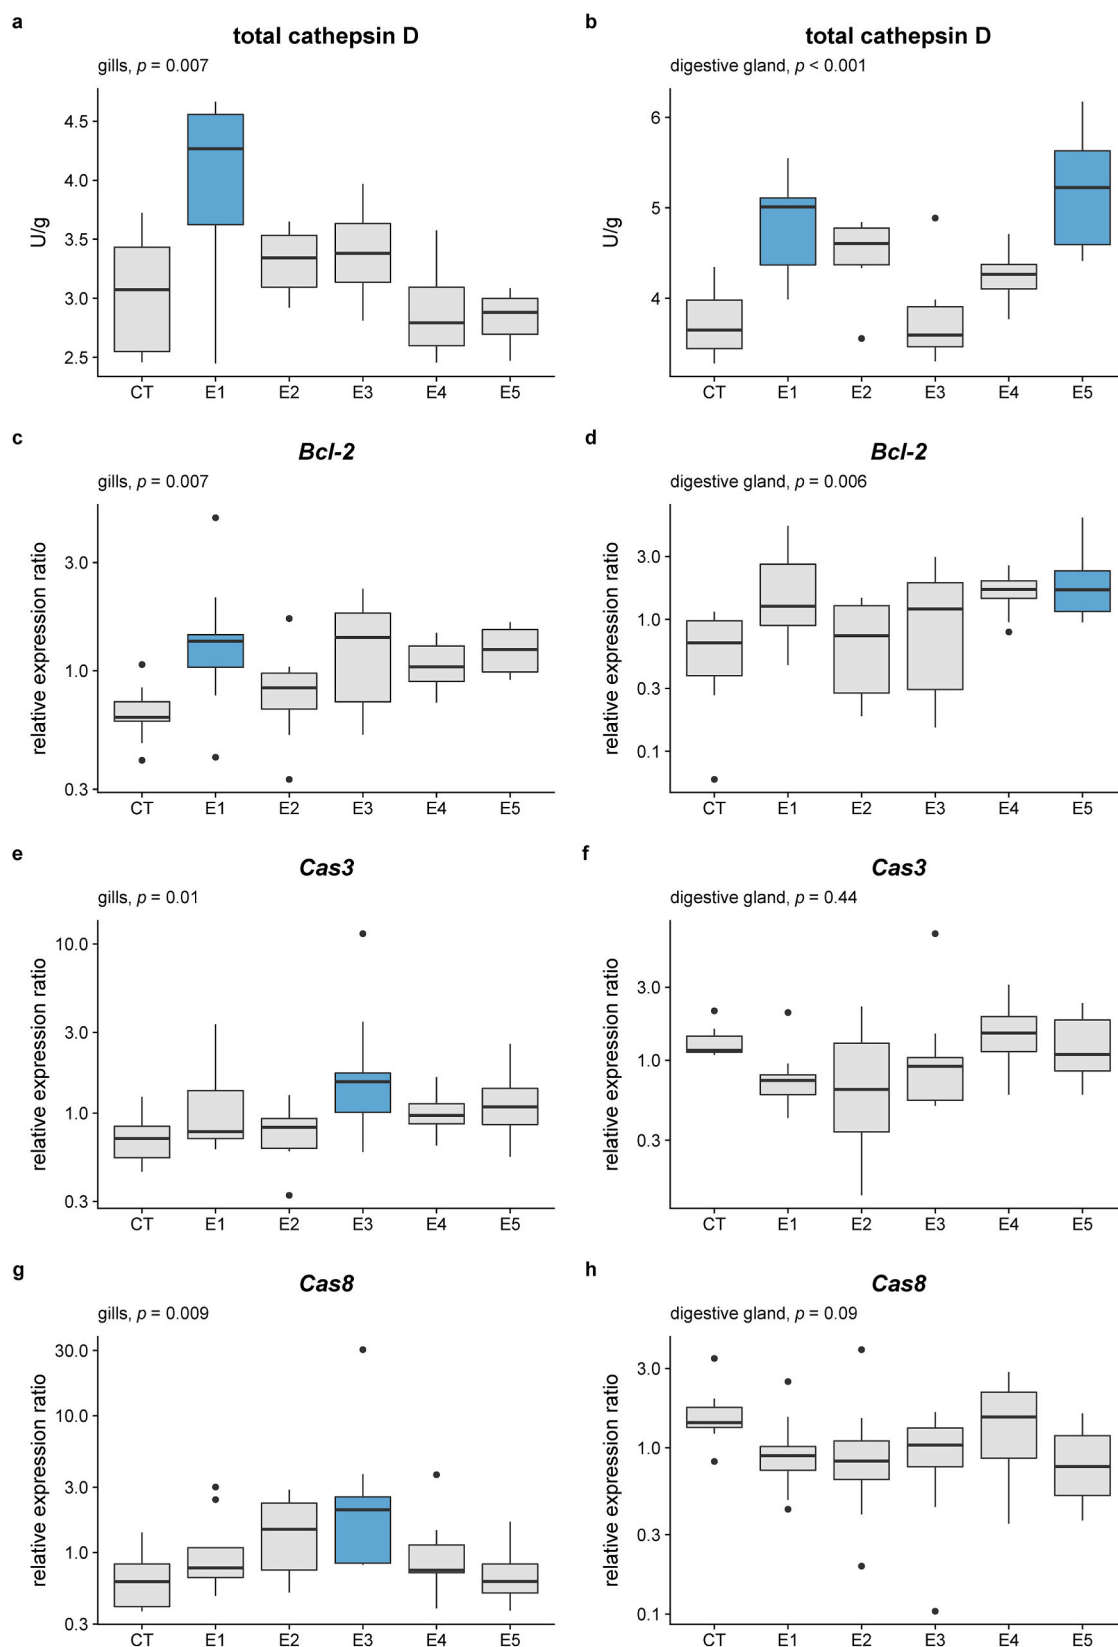 a
total cathepsin D
gills, p = 0.007
U/g
4.5
4.0
3.5
3.0
2.5
CT E1 E2 E3 E4 E5
b
total cathepsin D
digestive gland, p < 0.001
U/g
6
5
4
CT E1 E2 E3 E4 E5
c
Bcl-2
gills, p = 0.007
relative expression ratio
3.0
1.0
0.3
CT E1 E2 E3 E4 E5
d
Bcl-2
digestive gland, p = 0.006
relative expression ratio
3.0
1.0
0.3
0.1
CT E1 E2 E3 E4 E5
e
Cas3
gills, p = 0.01
relative expression ratio
10.0
3.0
1.0
0.3
CT E1 E2 E3 E4 E5
f
Cas3
digestive gland, p = 0.44
relative expression ratio
3.0
1.0
0.3
CT E1 E2 E3 E4 E5
g
Cas8
gills, p = 0.009
relative expression ratio
30.0
10.0
3.0
1.0
0.3
CT E1 E2 E3 E4 E5
h
Cas8
digestive gland, p = 0.09
relative expression ratio
3.0
1.0
0.3
0.1
CT E1 E2 E3 E4 E5